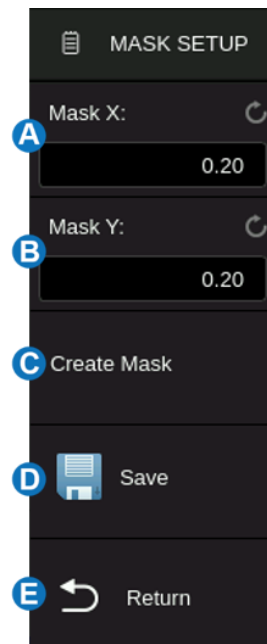 MASK SETUP
Mask X:
A
0.20
Mask Y:
B
0.20
C Create Mask
D Save
E Return